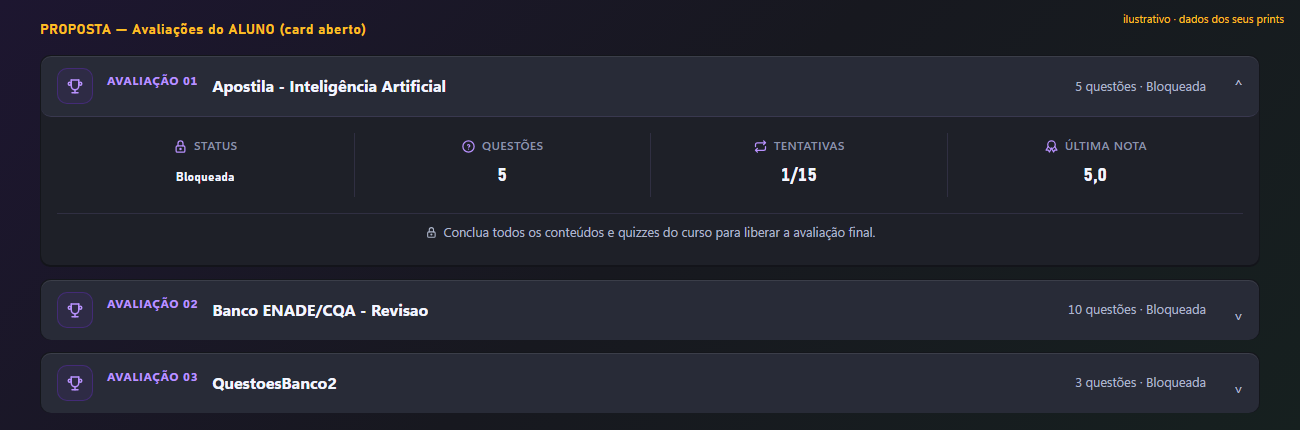 PROPOSTA — Avaliações do ALUNO (card aberto)
ilustrativo · dados dos seus prints
AVALIAÇÃO 01 Apostila - Inteligência Artificial 5 questões · Bloqueada ^
STATUS QUESTÕES TENTATIVAS ÚLTIMA NOTA
Bloqueada 5 1/15 5,0
Conclua todos os conteúdos e quizzes do curso para liberar a avaliação final.
AVALIAÇÃO 02 Banco ENADE/CQA - Revisao 10 questões · Bloqueada v
AVALIAÇÃO 03 QuestoesBanco2 3 questões · Bloqueada v